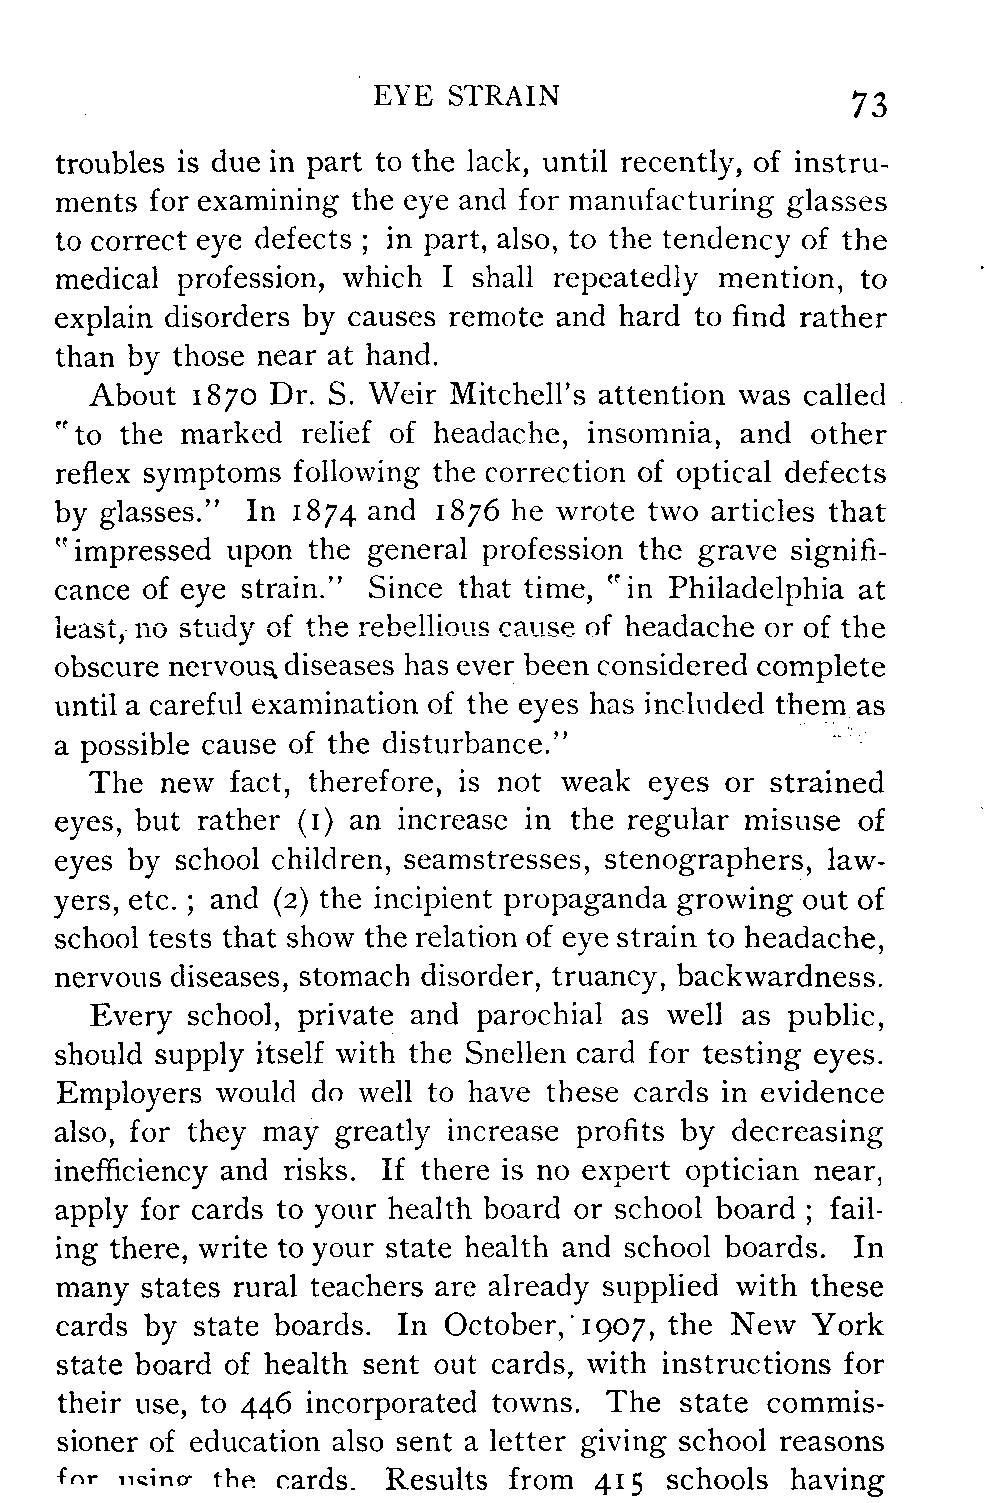 EYE STRAIN 73
troubles is due in part to the lack, until recently, of instru-
ments for examining the eye and for manufacturing glasses
to correct eye defects ; in part, also, to the tendency of the
medical profession, which I shall repeatedly mention, to
explain disorders by causes remote and hard to find rather
than by those near at hand.
About 1870 Dr. S. Weir Mitchell's attention was called
"to the marked relief of headache, insomnia, and other
reflex symptoms following the correction of optical defects
by glasses." In 1874 and 1876 he wrote two articles that
"impressed upon the general profession the grave signifi-
cance of eye strain." Since that time, "in Philadelphia at
least, no study of the rebellious cause of headache or of the
obscure nervous diseases has ever been considered complete
until a careful examination of the eyes has included them as
a possible cause of the disturbance."
The new fact, therefore, is not weak eyes or strained
eyes, but rather (1) an increase in the regular misuse of
eyes by school children, seamstresses, stenographers, law-
yers, etc. ; and (2) the incipient propaganda growing out of
school tests that show the relation of eye strain to headache,
nervous diseases, stomach disorder, truancy, backwardness.
Every school, private and parochial as well as public,
should supply itself with the Snellen card for testing eyes.
Employers would do well to have these cards in evidence
also, for they may greatly increase profits by decreasing
inefficiency and risks. If there is no expert optician near,
apply for cards to your health board or school board ; fail-
ing there, write to your state health and school boards. In
many states rural teachers are already supplied with these
cards by state boards. In October, 1907, the New York
state board of health sent out cards, with instructions for
their use, to 446 incorporated towns. The state commis-
sioner of education also sent a letter giving school reasons
for using the cards. Results from 415 schools having